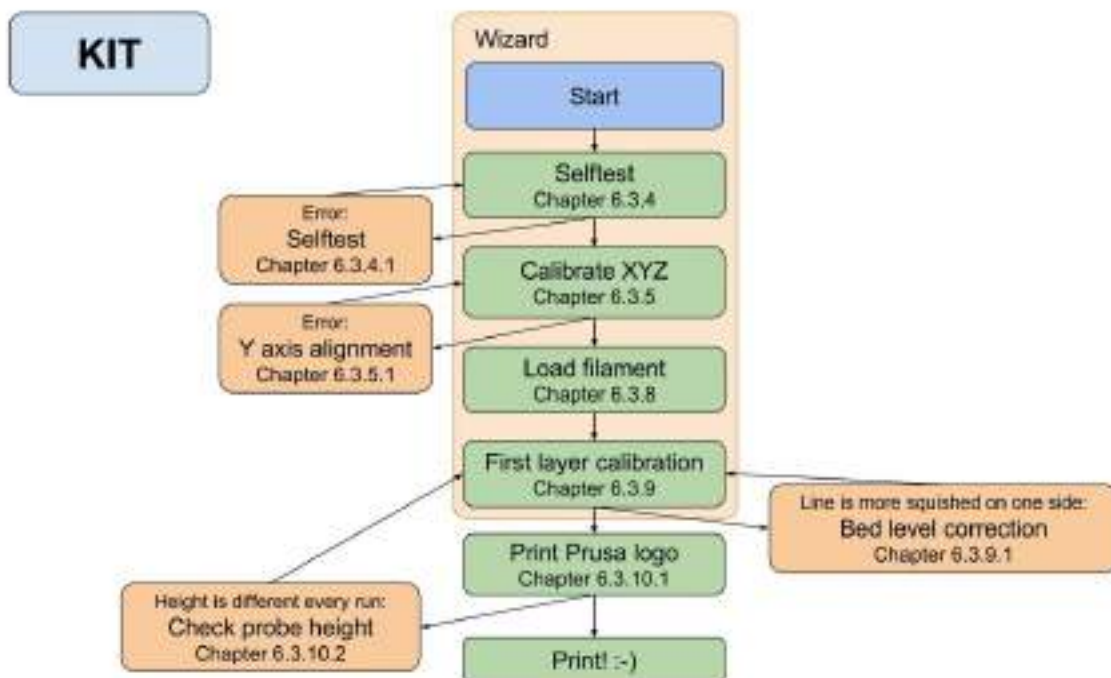 KIT
Wizard
Start
Selftest
Chapter 6.3.4
Error:
Selftest
Chapter 6.3.4.1
Calibrate XYZ
Chapter 6.3.5
Error:
Y axis alignment
Chapter 6.3.5.1
Load filament
Chapter 6.3.8
First layer calibration
Chapter 6.3.9
Line is more squished on one side:
Bed level correction
Chapter 6.3.9.1
Print Prusa logo
Chapter 6.3.10.1
Height is different every run:
Check probe height
Chapter 6.3.10.2
Print! :-)